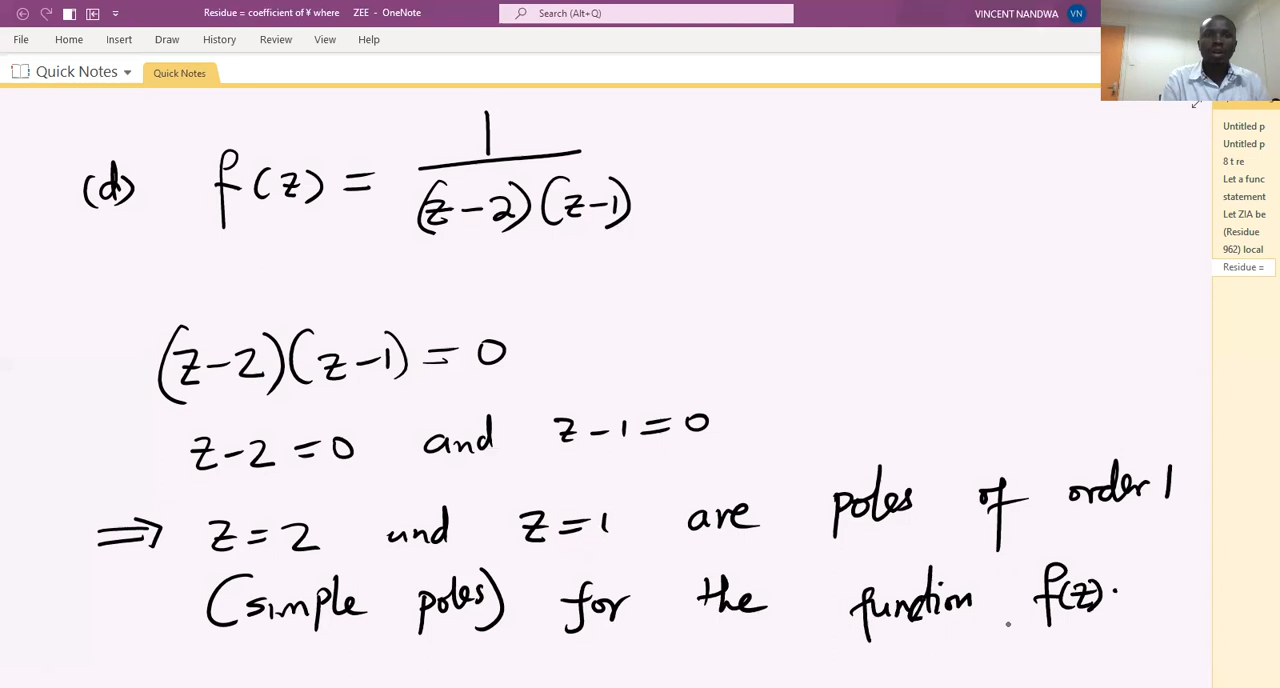 Residue = coefficient of ¥ where ZEE - OneNote
Search (Alt+Q)
VINCENT NANDWA VN
File Home Insert Draw History Review View Help
Quick Notes
Quick Notes
(d) f(z) = 1/((z-2)(z-1))
(z-2)(z-1) = 0
z-2 = 0 and z-1 = 0
⟹ z=2 und z=1 are poles of order 1
(simple poles) for the function f(z).
Untitled p
Untitled p
8 t re
Let a func
statement
Let ZIA be
(Residue
962) local
Residue =